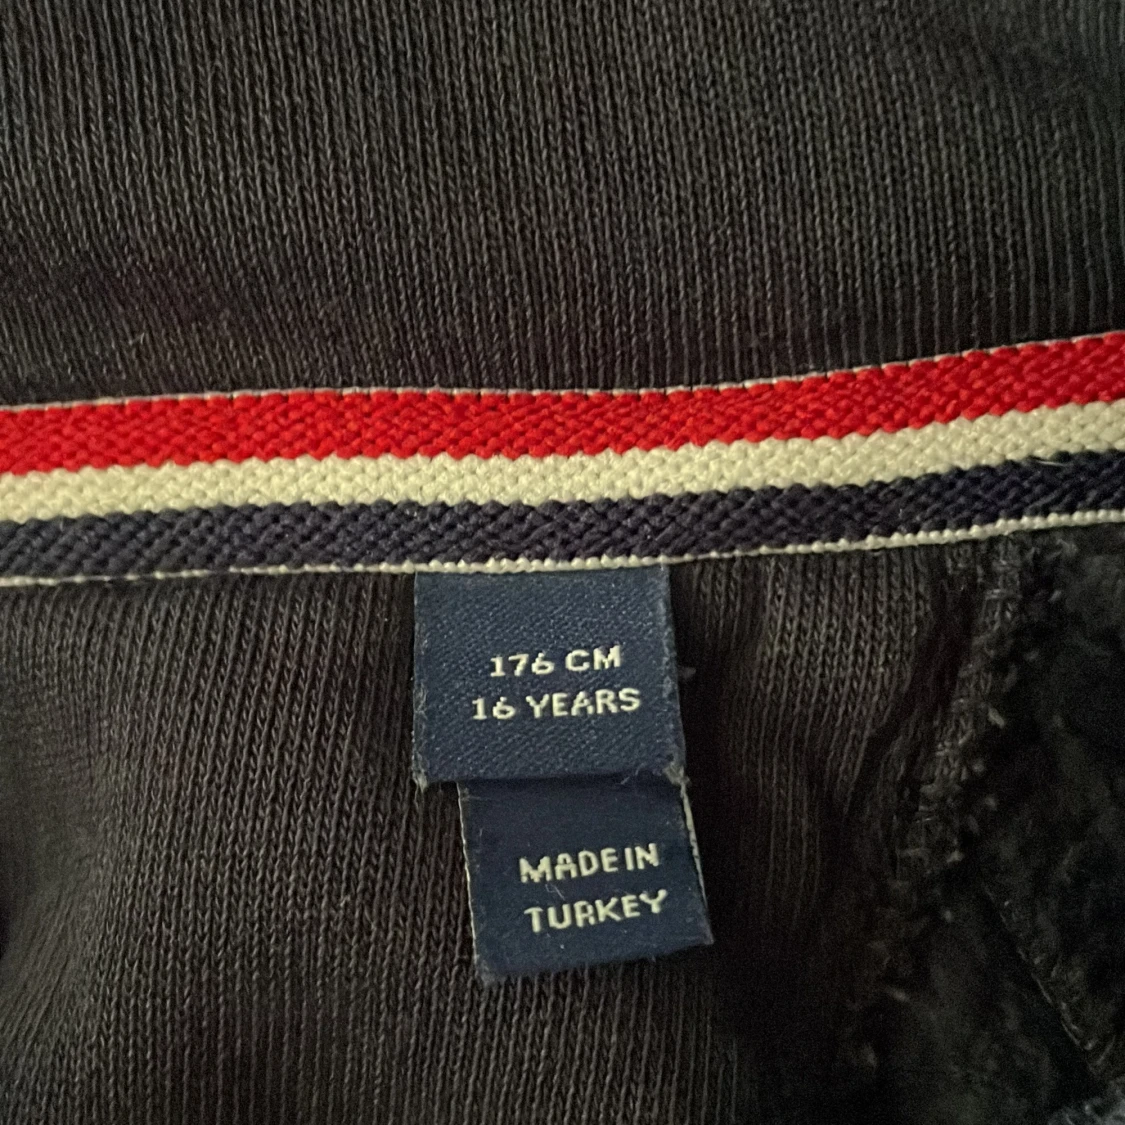 176 CM
16 YEARS
MADE IN
TURKEY